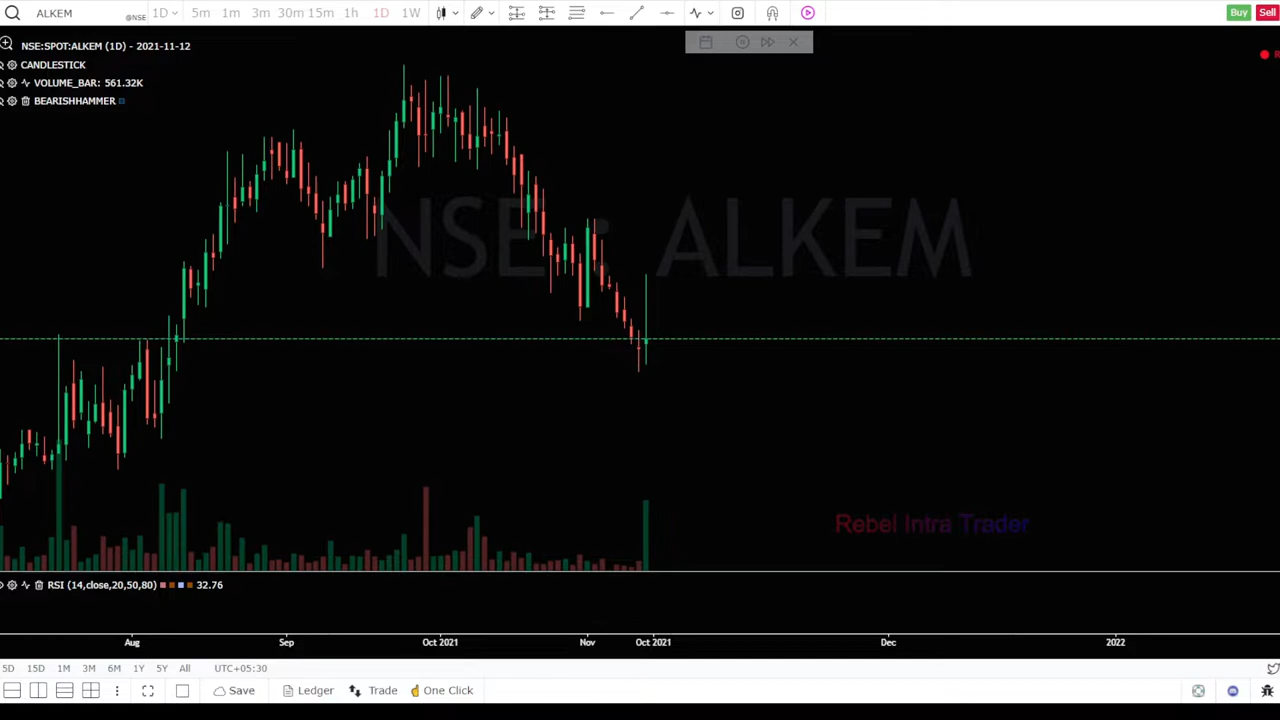 ALKEM @NSE 1D 5m 1m 3m 30m 15m 1h 1D 1W Buy Sell
NSE:SPOT:ALKEM (1D) - 2021-11-12
CANDLESTICK
VOLUME_BAR: 561.32K
BEARISHHAMMER
NSE : ALKEM
Rebel Intra Trader
RSI (14,close,20,50,80) 32.76
Aug Sep Oct 2021 Nov Oct 2021 Dec 2022
5D 15D 1M 3M 6M 1Y 5Y All UTC+05:30
Save Ledger Trade One Click